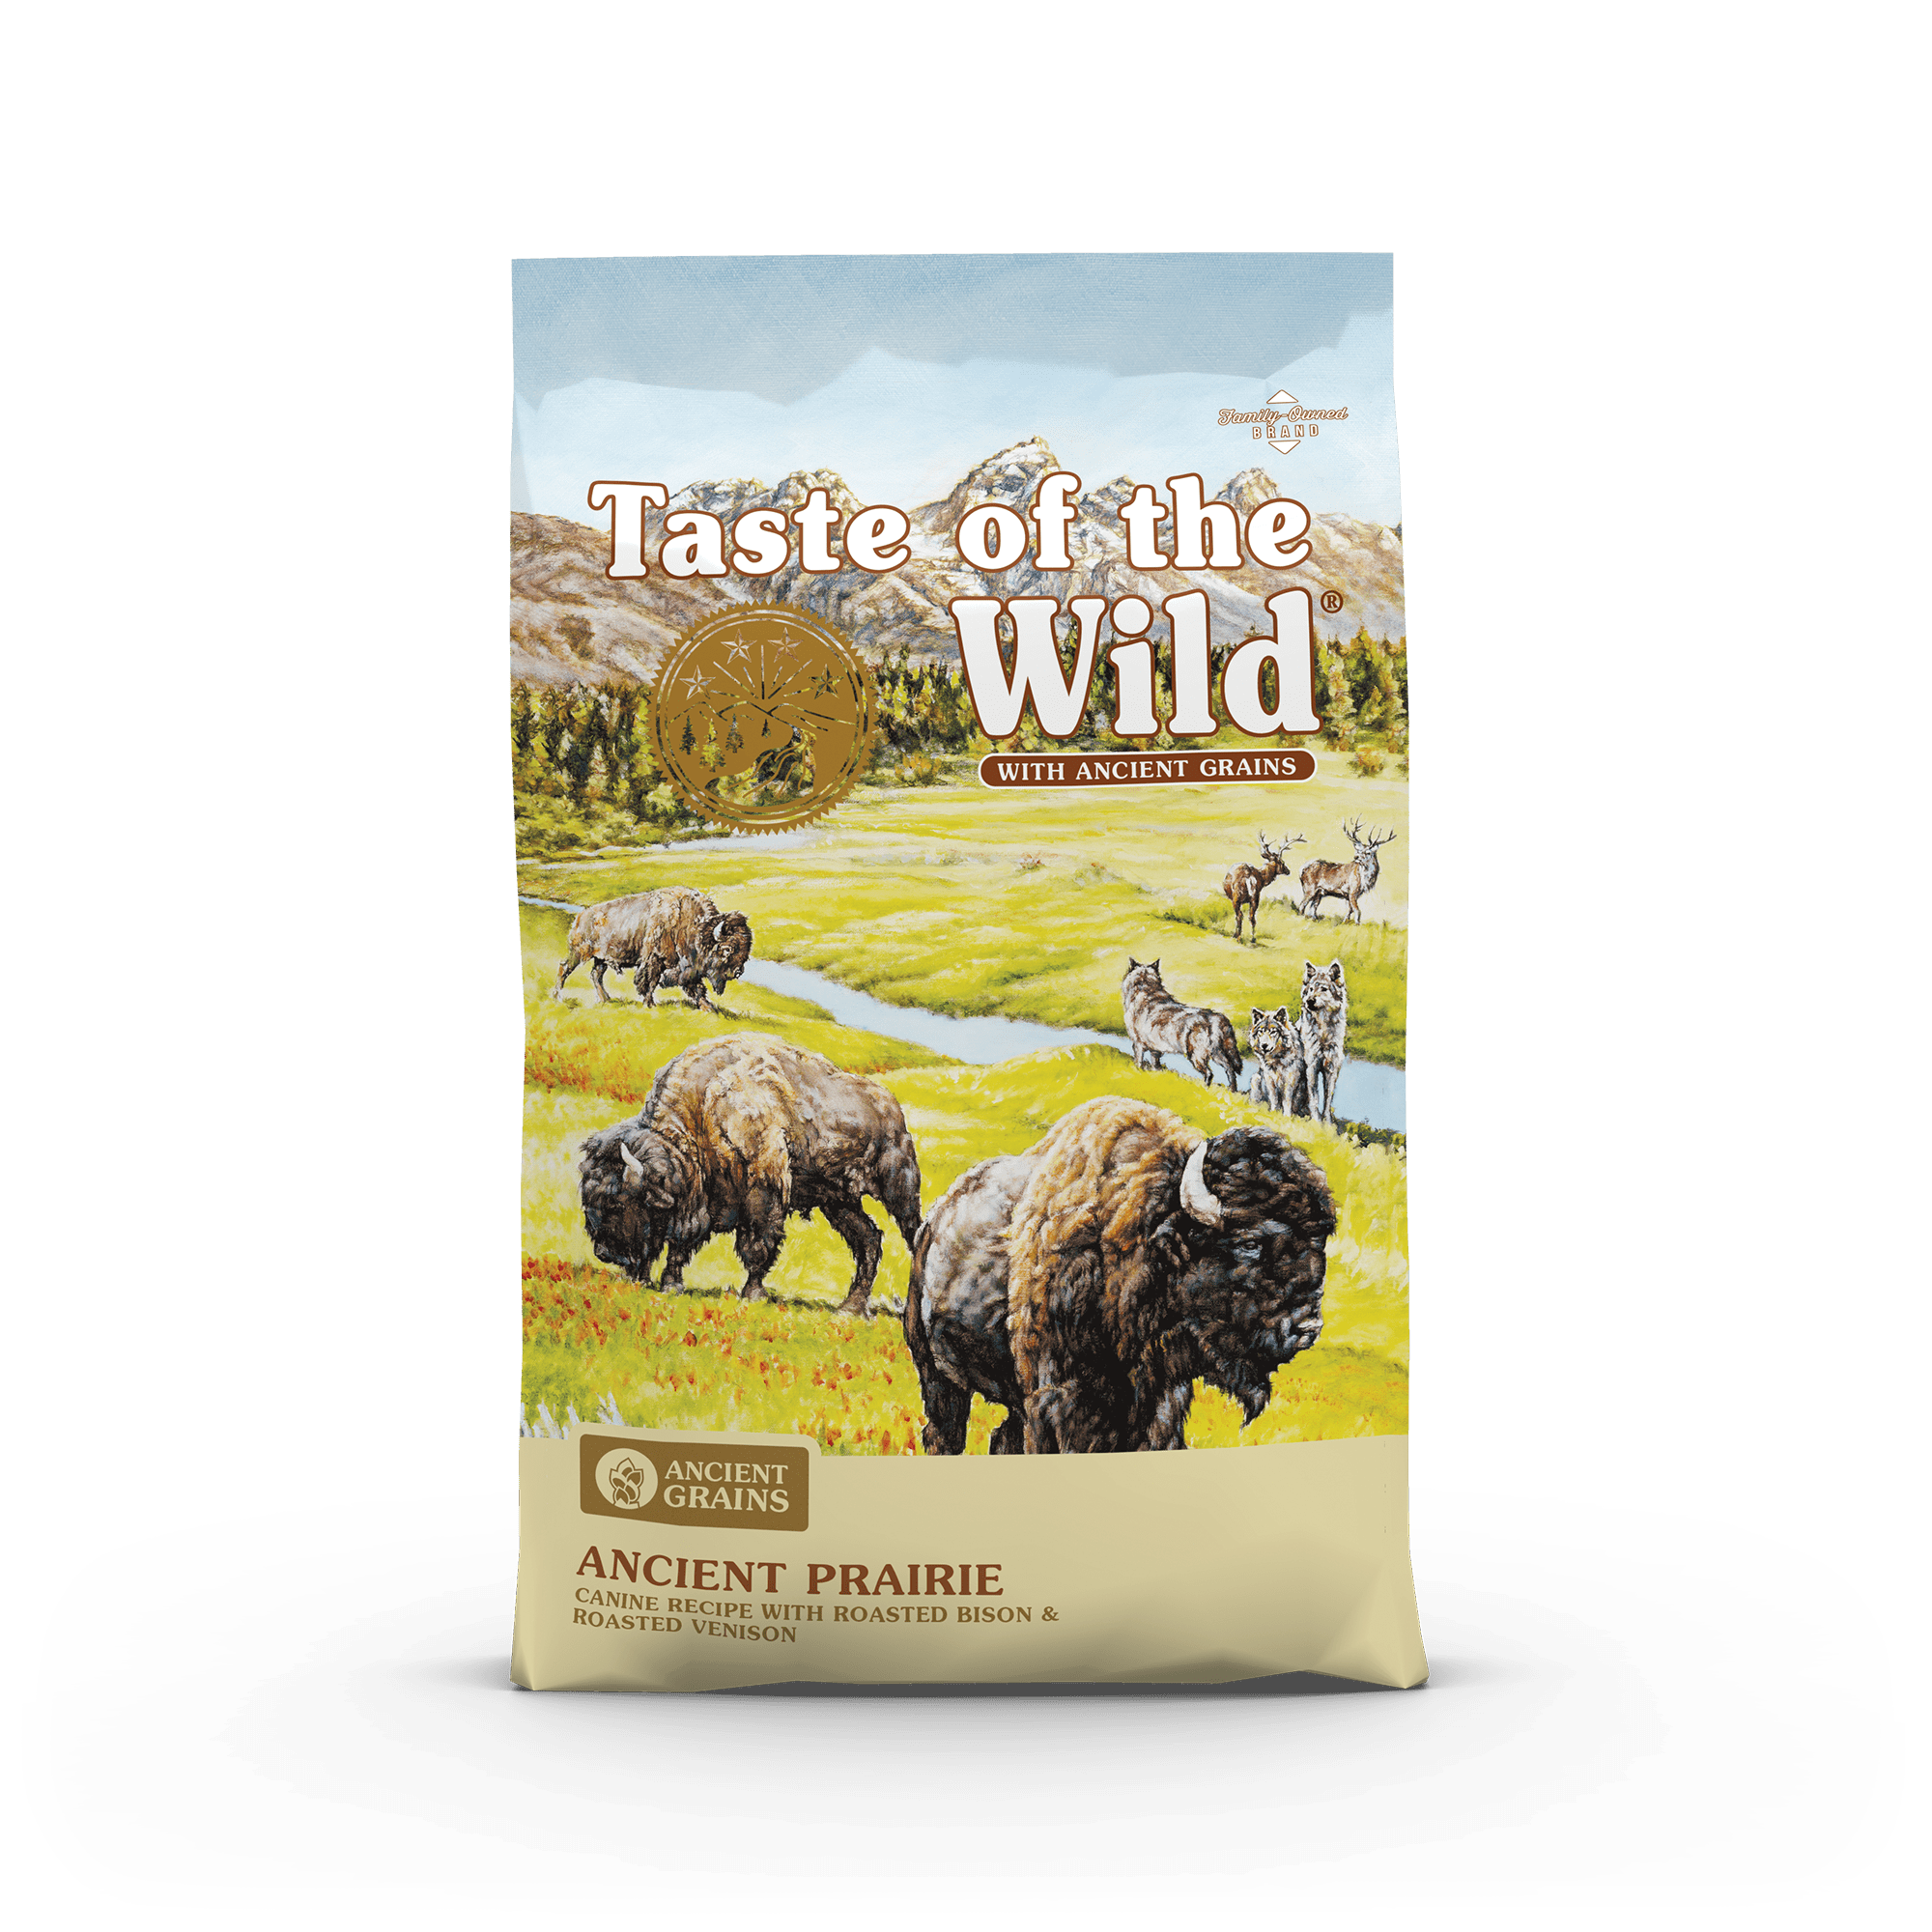 Family-Owned
BRAND
Taste of the
Wild®
WITH ANCIENT GRAINS
ANCIENT
GRAINS
ANCIENT PRAIRIE
CANINE RECIPE WITH ROASTED BISON &
ROASTED VENISON